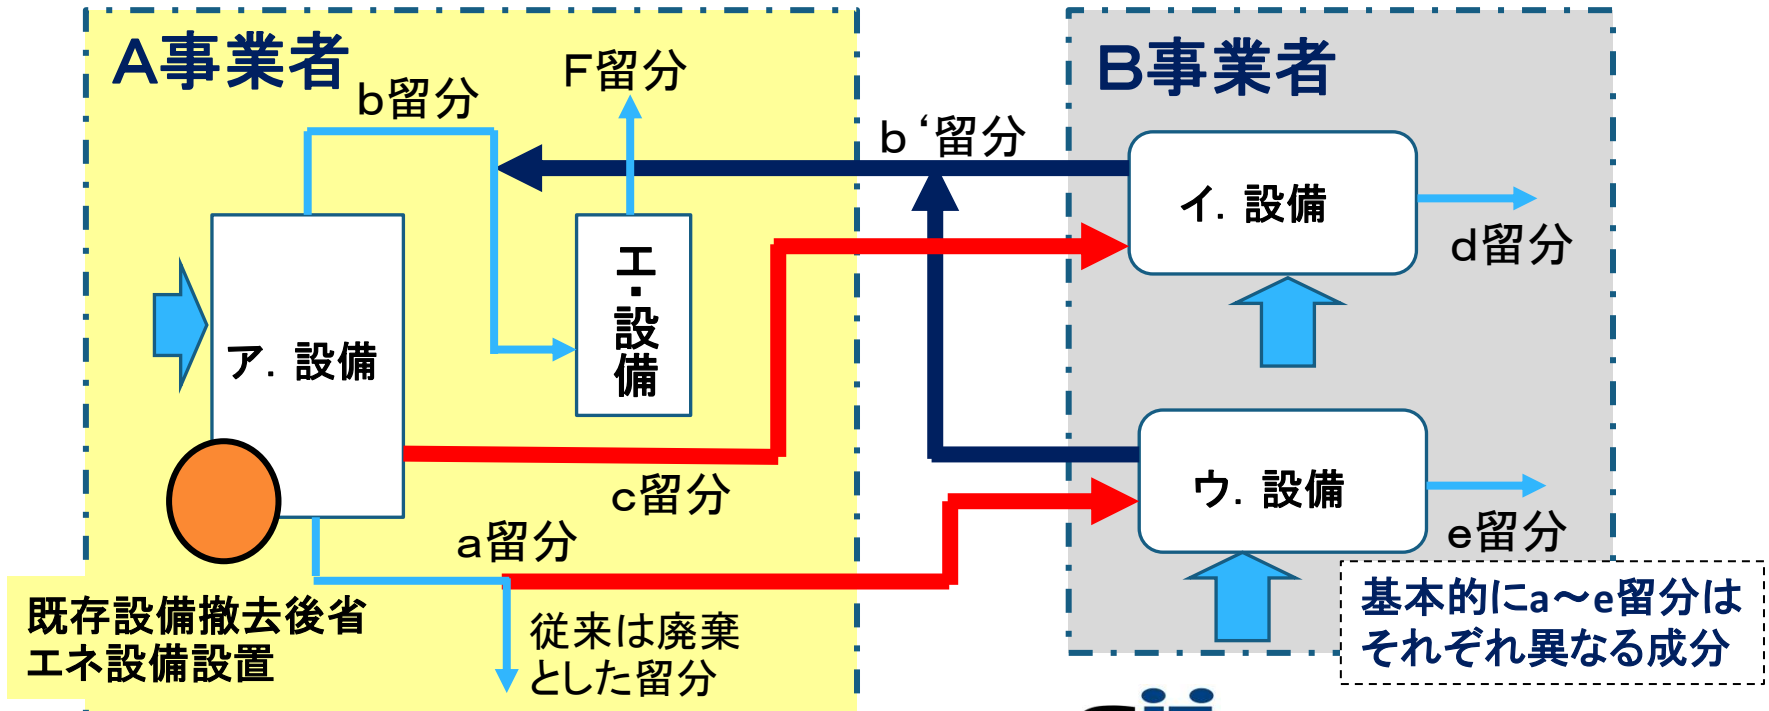 A事業者
b留分
F留分
b‘留分
B事業者
イ．設備
d留分
エ・設備
ア．設備
c留分
ウ．設備
a留分
e留分
既存設備撤去後省
エネ設備設置
従来は廃棄
とした留分
基本的にa～e留分は
それぞれ異なる成分